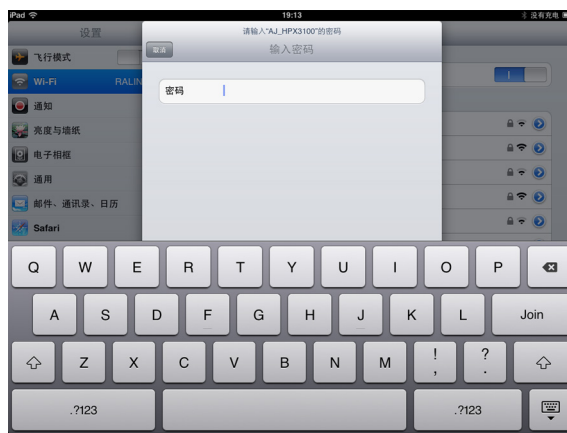 iPad 19:13 没有充电
设置
请输入“AJ_HPX3100”的密码
取消 输入密码
飞行模式
Wi-Fi RALIN
密码
通知
亮度与墙纸
电子相框
通用
邮件、通讯录、日历
Safari
Q W E R T Y U I O P
A S D F G H J K L Join
Z X C V B N M ! , ? .
.?123 .?123